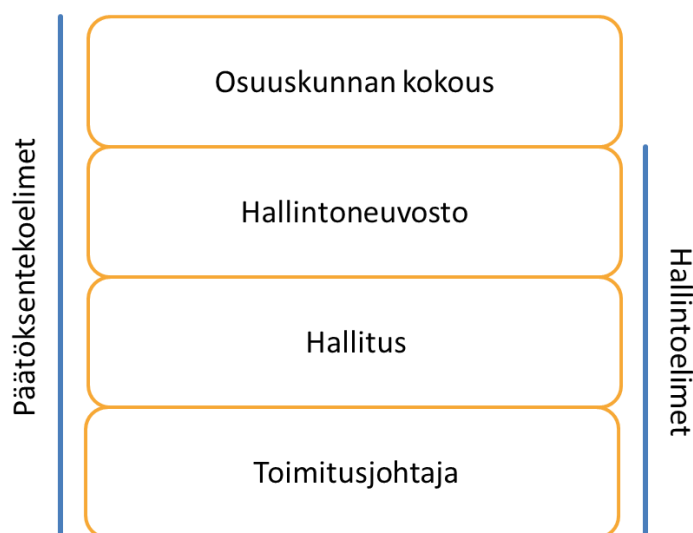 Päätöksentekoelimet
Osuuskunnan kokous
Hallintoneuvosto
Hallitus
Toimitusjohtaja
Hallintoelimet